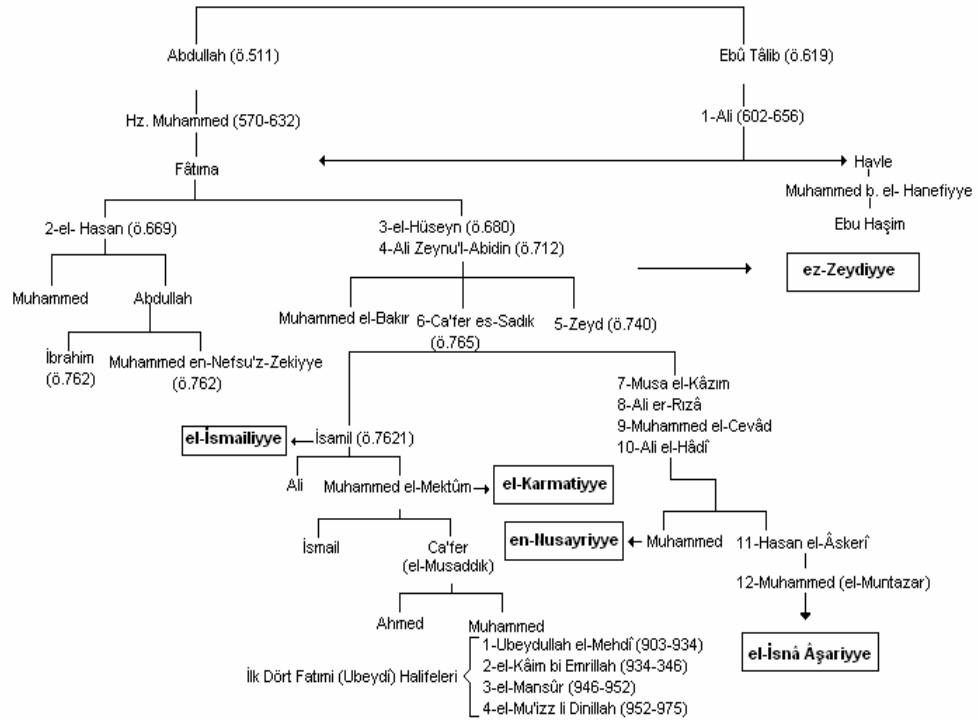 Abdullah (ö.511)
Ebû Tâlib (ö.619)
Hz. Muhammed (570-632)
1-Ali (602-656)
Fâtıma
Havle
Muhammed b. el- Hanefiyye
Ebu Haşim
2-el- Hasan (ö.669)
3-el-Hüseyn (ö.680)
4-Ali Zeynu'l-Abidin (ö.712)
ez-Zeydiyye
Muhammed
Abdullah
Muhammed el-Bakır
6-Ca'fer es-Sadık
(ö.765)
5-Zeyd (ö.740)
İbrahim
(ö.762)
Muhammed en-Nefsu'z-Zekiyye
(ö.762)
7-Musa el-Kâzım
8-Ali er-Rızâ
9-Muhammed el-Cevâd
10-Ali el-Hâdî
el-İsmailiyye
İsamil (ö.7621)
Ali
Muhammed el-Mektûm
el-Karmatiyye
en-Nusayriyye
Muhammed
11-Hasan el-Âskerî
İsmail
Ca'fer
(el-Musaddık)
12-Muhammed (el-Muntazar)
Ahmed
Muhammed
el-İsnâ Âşariyye
İlk Dört Fatımi (Ubeydî) Halifeleri
1-Ubeydullah el-Mehdî (903-934)
2-el-Kâim bi Emrillah (934-346)
3-el-Mansûr (946-952)
4-el-Mu'izz li Dinillah (952-975)